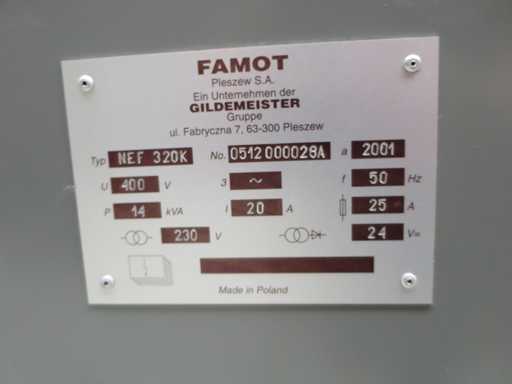 FAMOT
Pleszew S.A.
Ein Unternehmen der
GILDEMEISTER
Gruppe
ul. Fabryczna 7, 63-300 Pleszew
Typ NEF 320K No. 0512000028A a 2001
U 400 V 3 ~ f 50 Hz
P 14 kVA I 20 A 25 A
230 V 24 V=
Made in Poland